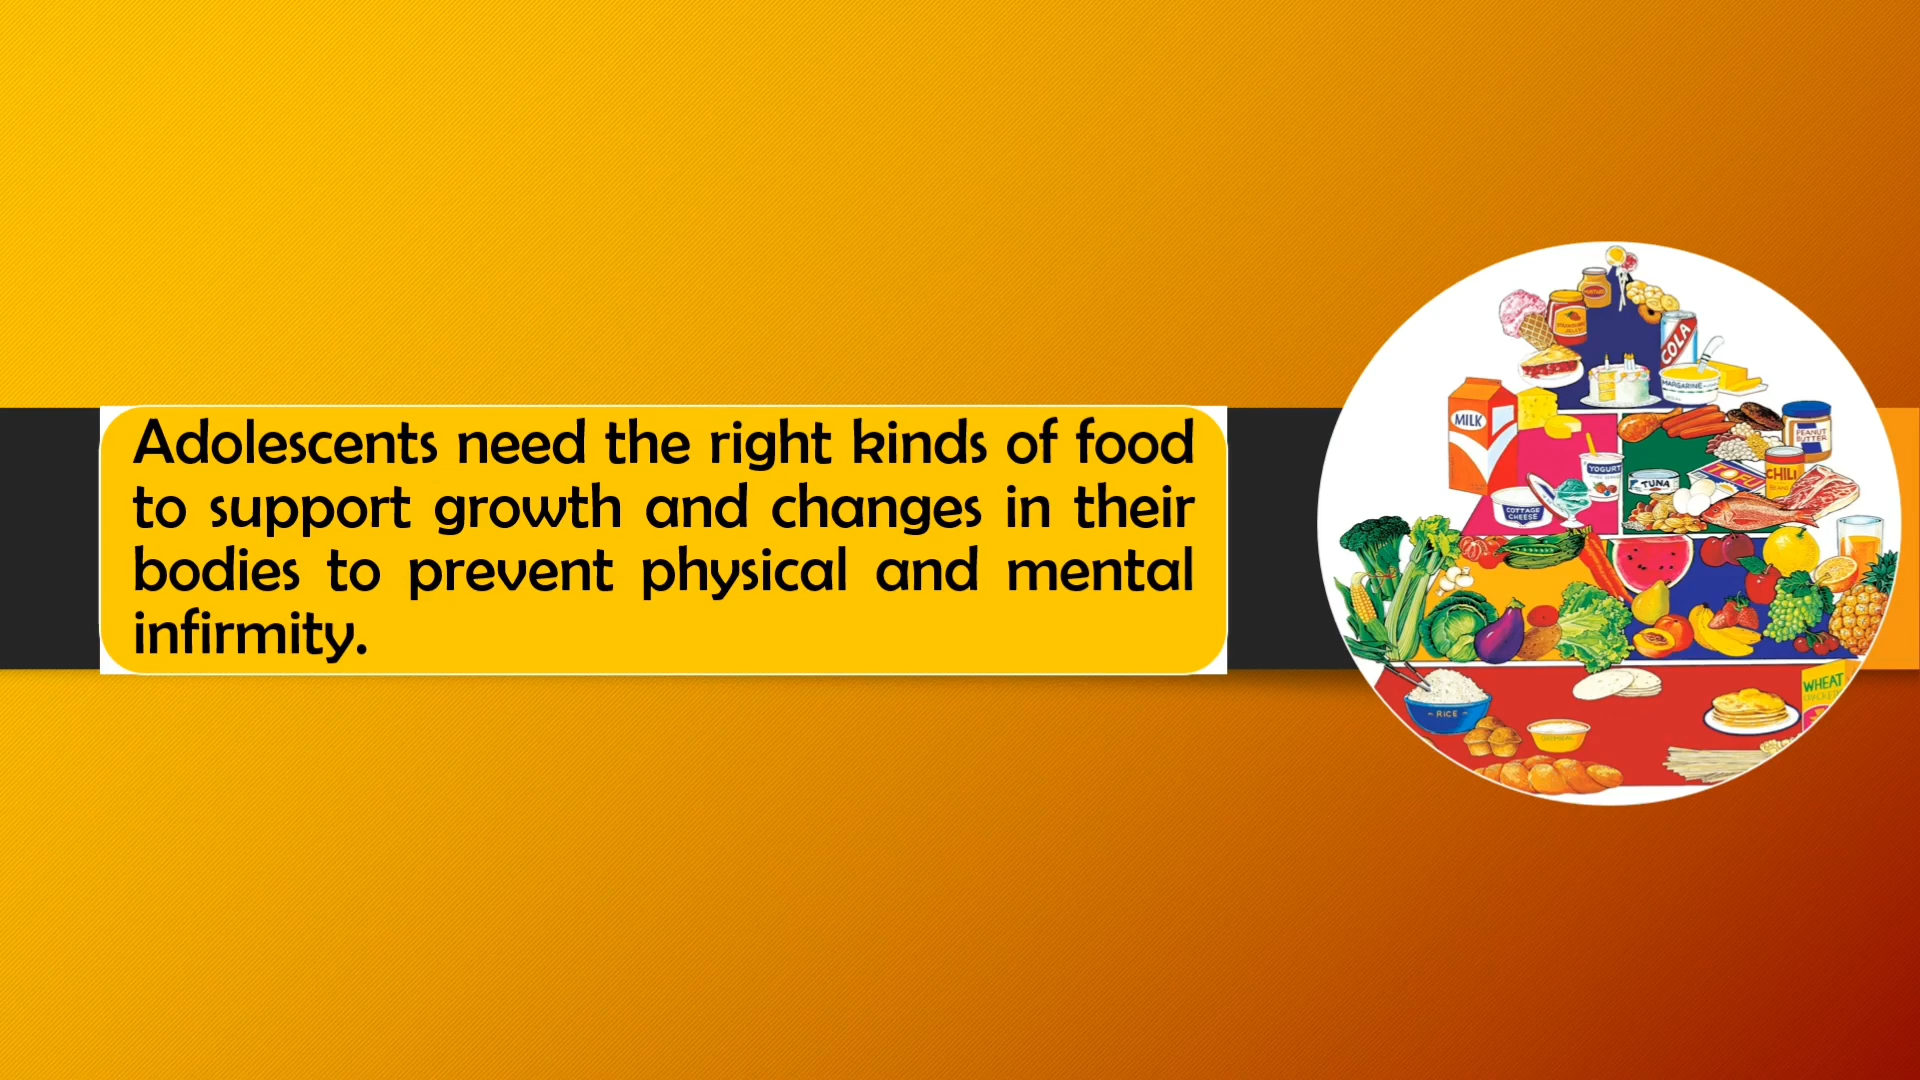 Adolescents need the right kinds of food
to support growth and changes in their
bodies to prevent physical and mental
infirmity.
COLA
MARGARINE
MILK
PEANUT
BUTTER
YOGURT
CHILI
TUNA
COTTAGE
CHEESE
WHEAT
- RICE -